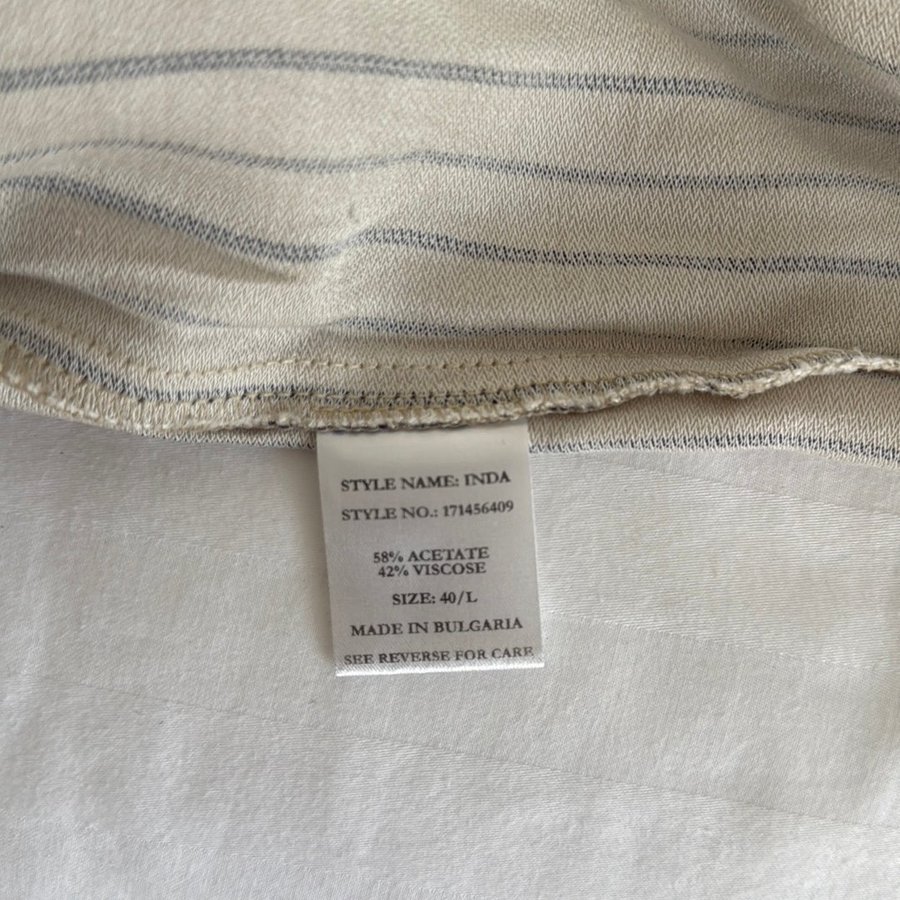 STYLE NAME: INDA
STYLE NO.: 171456409
58% ACETATE
42% VISCOSE
SIZE: 40/L
MADE IN BULGARIA
SEE REVERSE FOR CARE